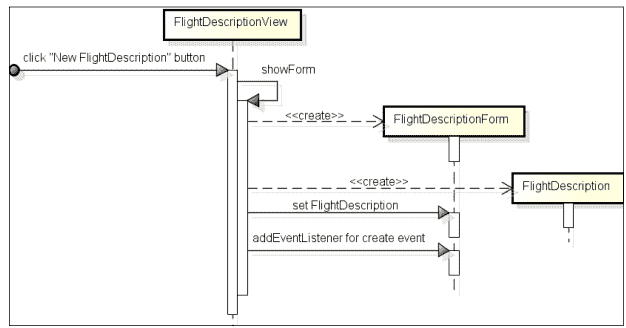 FlightDescriptionView
click "New FlightDescription" button
showForm
<<create>>
FlightDescriptionForm
<<create>>
FlightDescription
set FlightDescription
addEventListener for create event